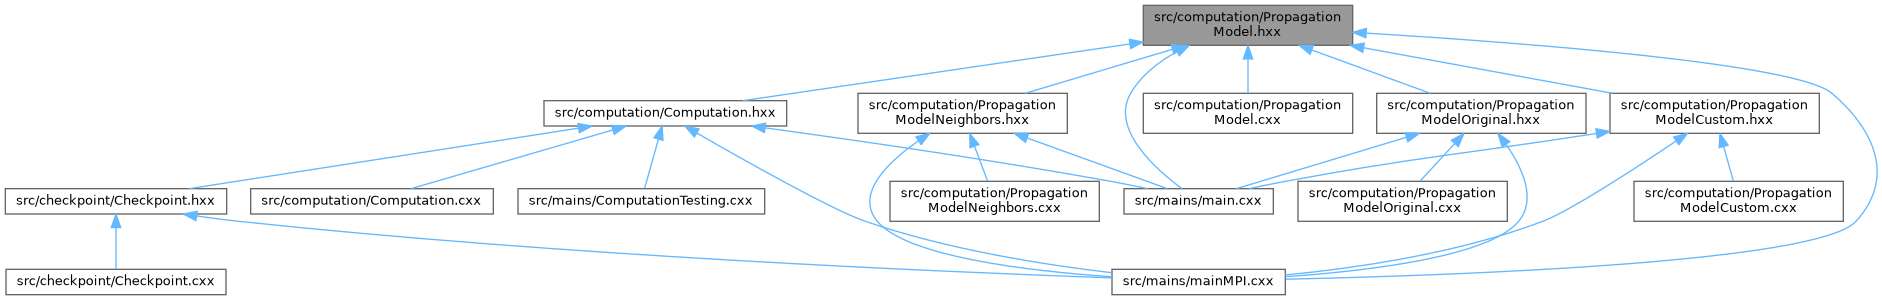 src/computation/Propagation
Model.hxx
src/computation/Computation.hxx
src/computation/Propagation
ModelNeighbors.hxx
src/computation/Propagation
Model.cxx
src/computation/Propagation
ModelOriginal.hxx
src/computation/Propagation
ModelCustom.hxx
src/checkpoint/Checkpoint.hxx
src/computation/Computation.cxx
src/mains/ComputationTesting.cxx
src/computation/Propagation
ModelNeighbors.cxx
src/mains/main.cxx
src/computation/Propagation
ModelOriginal.cxx
src/computation/Propagation
ModelCustom.cxx
src/checkpoint/Checkpoint.cxx
src/mains/mainMPI.cxx